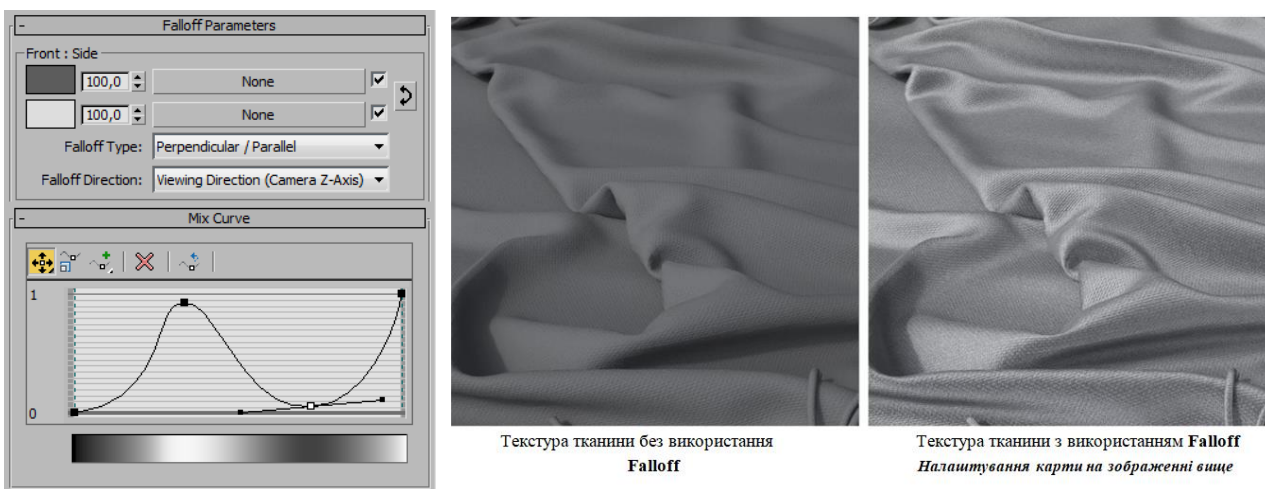 - Falloff Parameters
Front : Side
100,0 None
100,0 None
Falloff Type: Perpendicular / Parallel
Falloff Direction: Viewing Direction (Camera Z-Axis)
- Mix Curve
1
0
Текстура тканини без використання
Falloff
Текстура тканини з використанням Falloff
Налаштування карти на зображенні вище